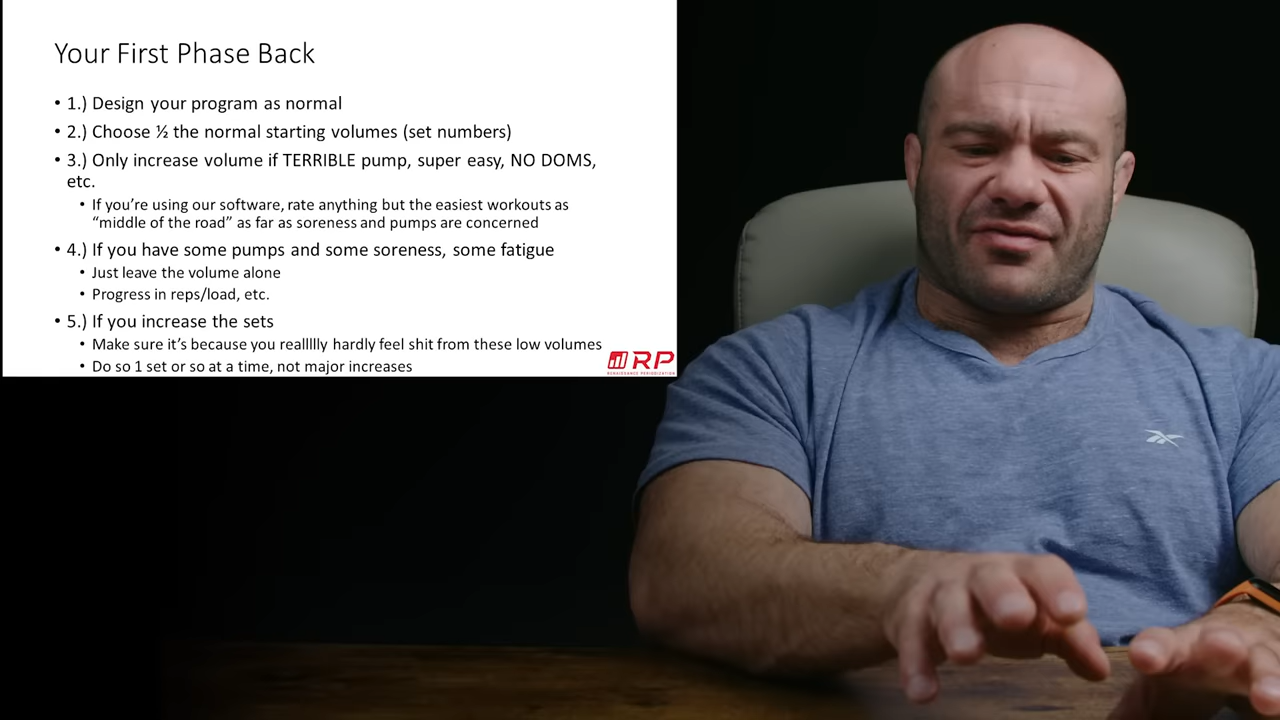 Your First Phase Back
• 1.) Design your program as normal
• 2.) Choose ½ the normal starting volumes (set numbers)
• 3.) Only increase volume if TERRIBLE pump, super easy, NO DOMS,
etc.
• If you’re using our software, rate anything but the easiest workouts as
“middle of the road” as far as soreness and pumps are concerned
• 4.) If you have some pumps and some soreness, some fatigue
• Just leave the volume alone
• Progress in reps/load, etc.
• 5.) If you increase the sets
• Make sure it’s because you realllllly hardly feel shit from these low volumes
• Do so 1 set or so at a time, not major increases
RP
RENAISSANCE PERIODIZATION